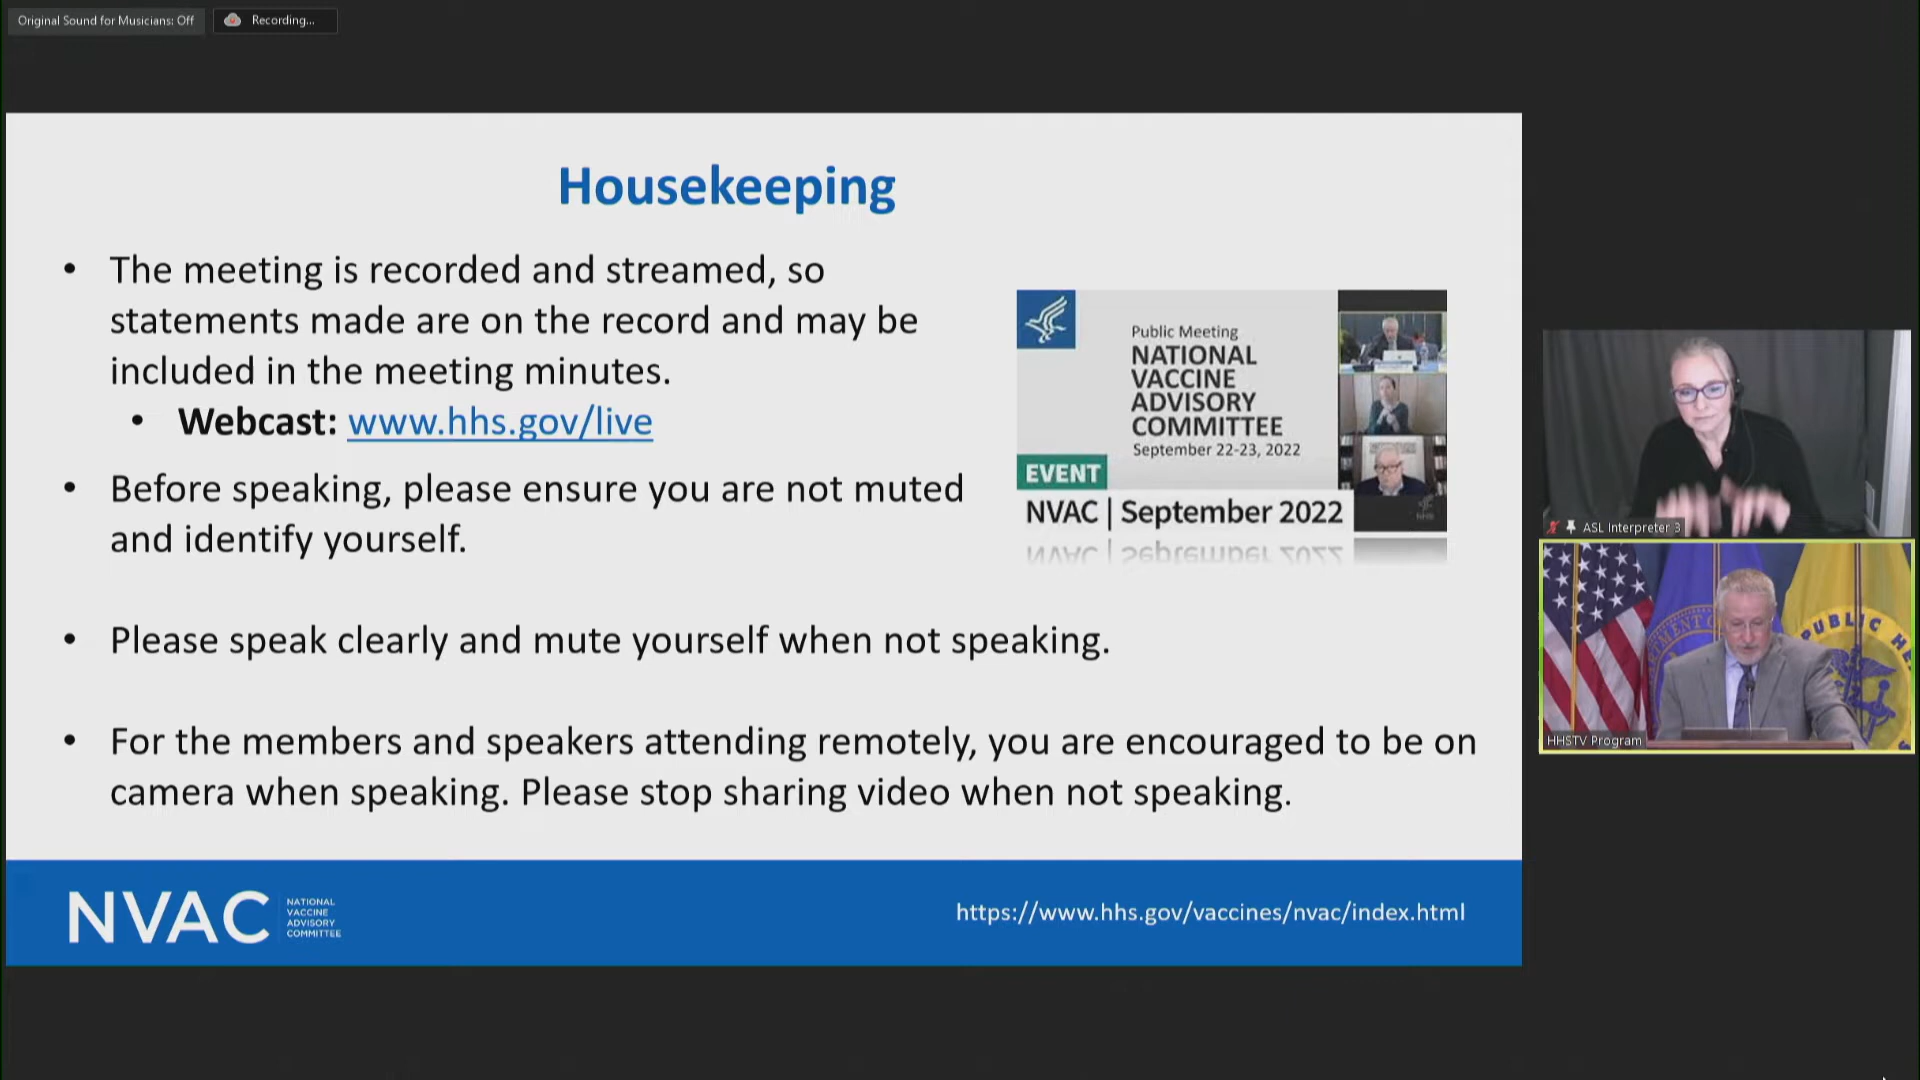 Original Sound for Musicians: Off
Recording...
Housekeeping
• The meeting is recorded and streamed, so
statements made are on the record and may be
included in the meeting minutes.
• Webcast: www.hhs.gov/live
• Before speaking, please ensure you are not muted
and identify yourself.
• Please speak clearly and mute yourself when not speaking.
• For the members and speakers attending remotely, you are encouraged to be on
camera when speaking. Please stop sharing video when not speaking.
Public Meeting
NATIONAL
VACCINE
ADVISORY
COMMITTEE
September 22-23, 2022
EVENT
NVAC | September 2022
ASL Interpreter 3
PUBLIC HE
HHSTV Program
NVAC
NATIONAL
VACCINE
ADVISORY
COMMITTEE
https://www.hhs.gov/vaccines/nvac/index.html